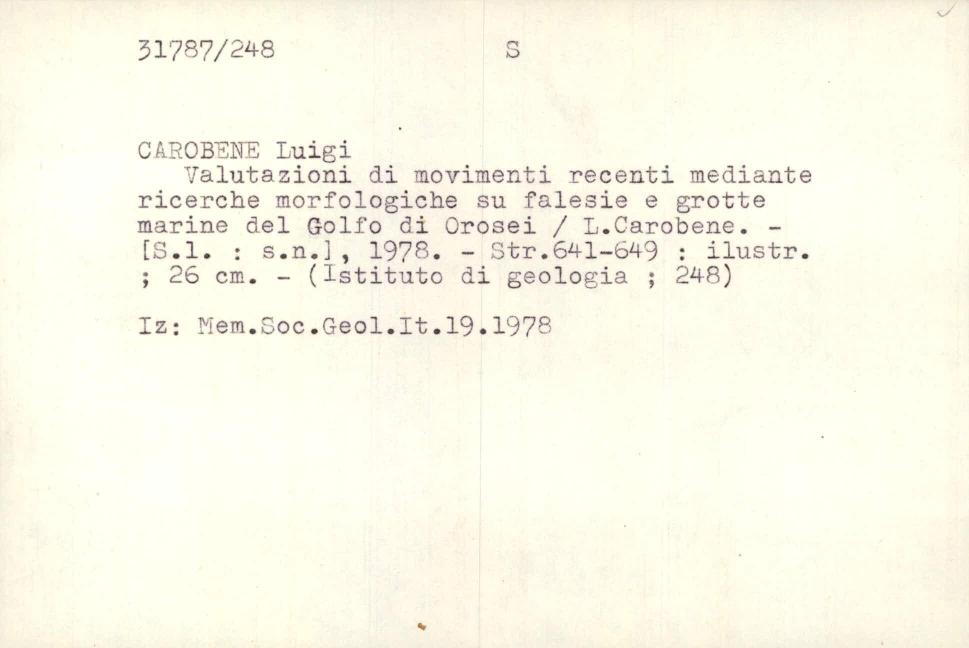 31787/248 S
CAROBENE Luigi
Valutazioni di movimenti recenti mediante
ricerche morfologiche su falesie e grotte
marine del Golfo di Orosei / L.Carobene. -
[S.l. : s.n.], 1978. - Str.641-649 : ilustr.
; 26 cm. - (Istituto di geologia ; 248)
Iz: Mem.Soc.Geol.It.19.1978